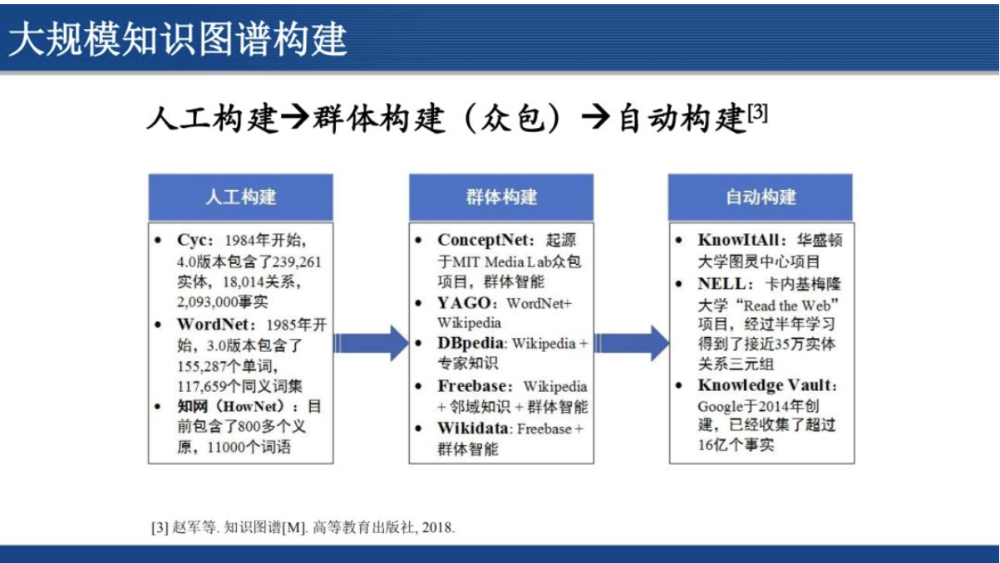 大规模知识图谱构建
人工构建→群体构建（众包）→自动构建[3]
人工构建
• Cyc：1984年开始，
4.0版本包含了239,261
实体，18,014关系，
2,093,000事实
• WordNet：1985年开
始，3.0版本包含了
155,287个单词，
117,659个同义词集
• 知网（HowNet）：目
前包含了800多个义
原，11000个词语
群体构建
• ConceptNet：起源
于MIT Media Lab众包
项目，群体智能
• YAGO：WordNet+
Wikipedia
• DBpedia: Wikipedia +
专家知识
• Freebase：Wikipedia
+ 邻域知识 + 群体智能
• Wikidata: Freebase +
群体智能
自动构建
• KnowItAll：华盛顿
大学图灵中心项目
• NELL：卡内基梅隆
大学“Read the Web”
项目，经过半年学习
得到了接近35万实体
关系三元组
• Knowledge Vault：
Google于2014年创
建，已经收集了超过
16亿个事实
[3] 赵军等. 知识图谱[M]. 高等教育出版社, 2018.